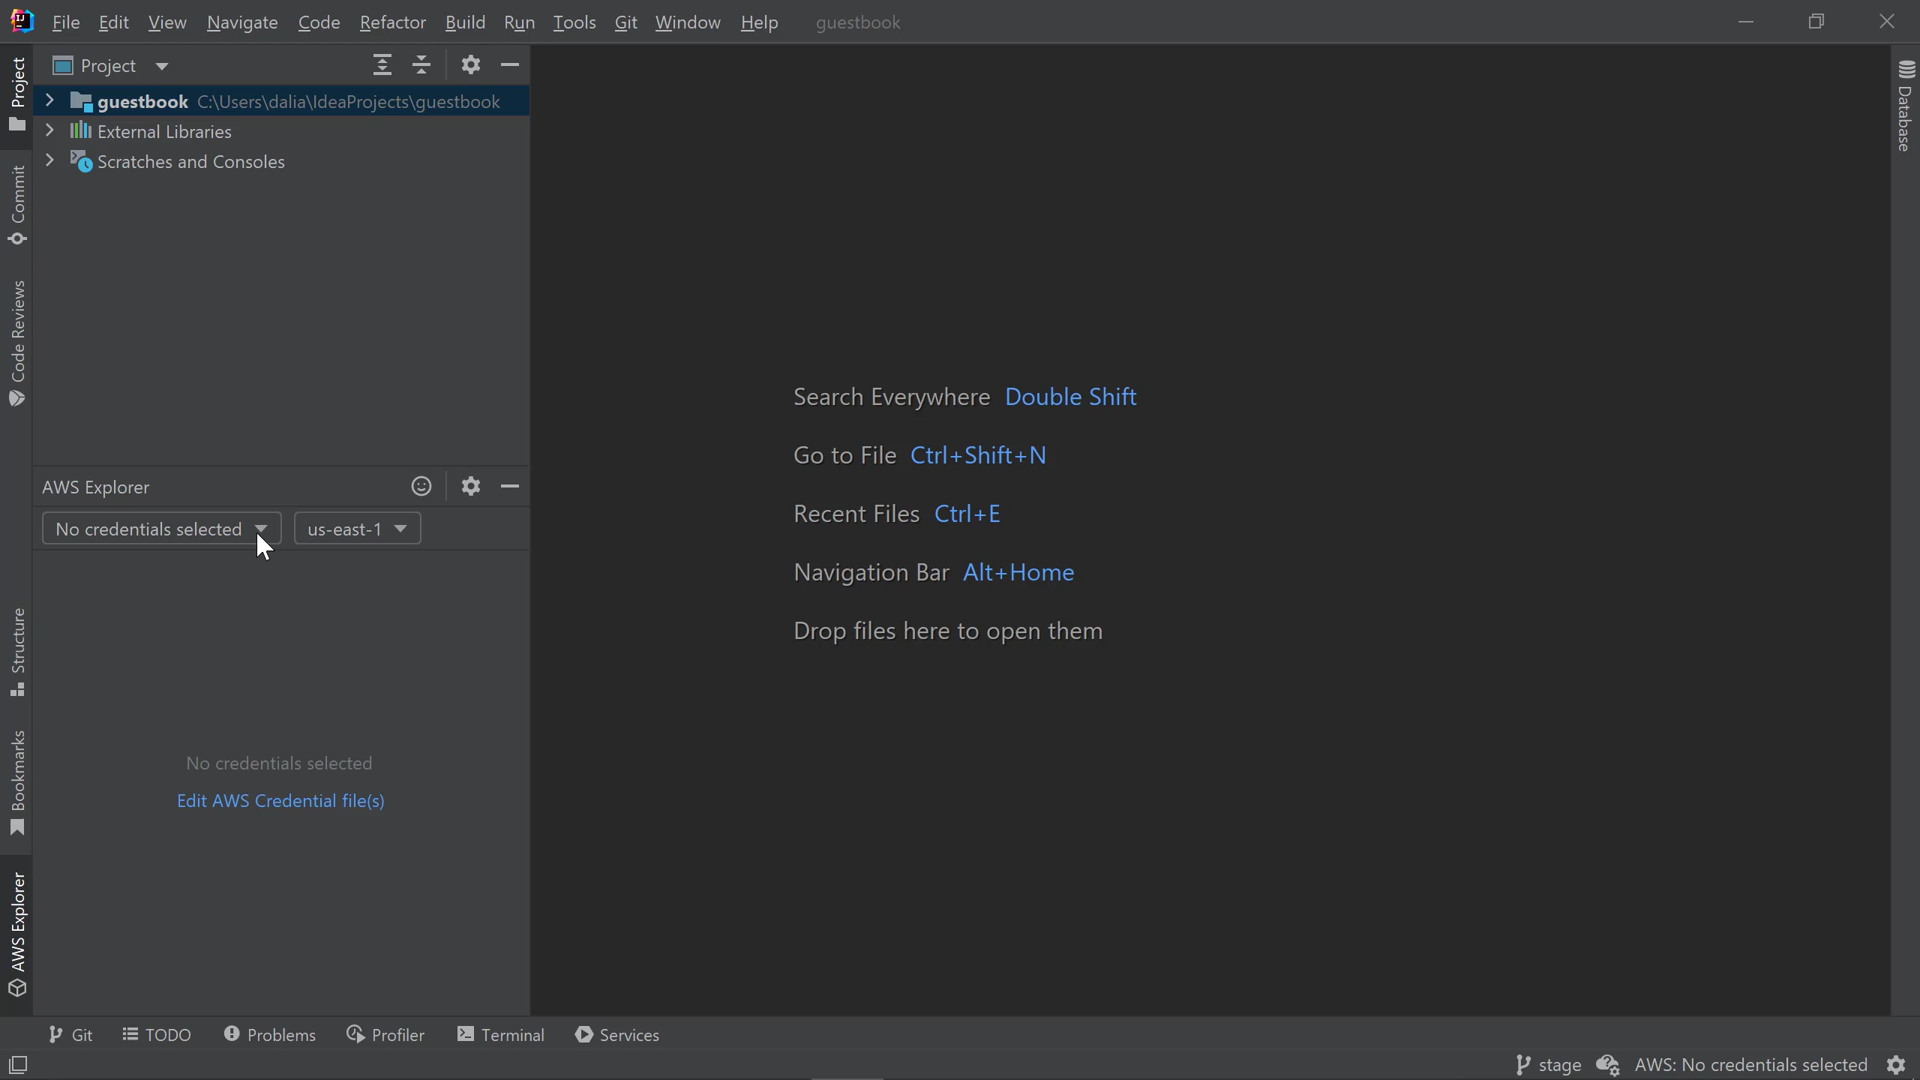 File Edit View Navigate Code Refactor Build Run Tools Git Window Help guestbook
Project
guestbook C:\Users\dalia\IdeaProjects\guestbook
External Libraries
Scratches and Consoles
Project
Commit
Code Reviews
Structure
Bookmarks
AWS Explorer
Database
AWS Explorer
No credentials selected us-east-1
No credentials selected
Edit AWS Credential file(s)
Search Everywhere Double Shift
Go to File Ctrl+Shift+N
Recent Files Ctrl+E
Navigation Bar Alt+Home
Drop files here to open them
Git TODO Problems Profiler Terminal Services
stage AWS: No credentials selected